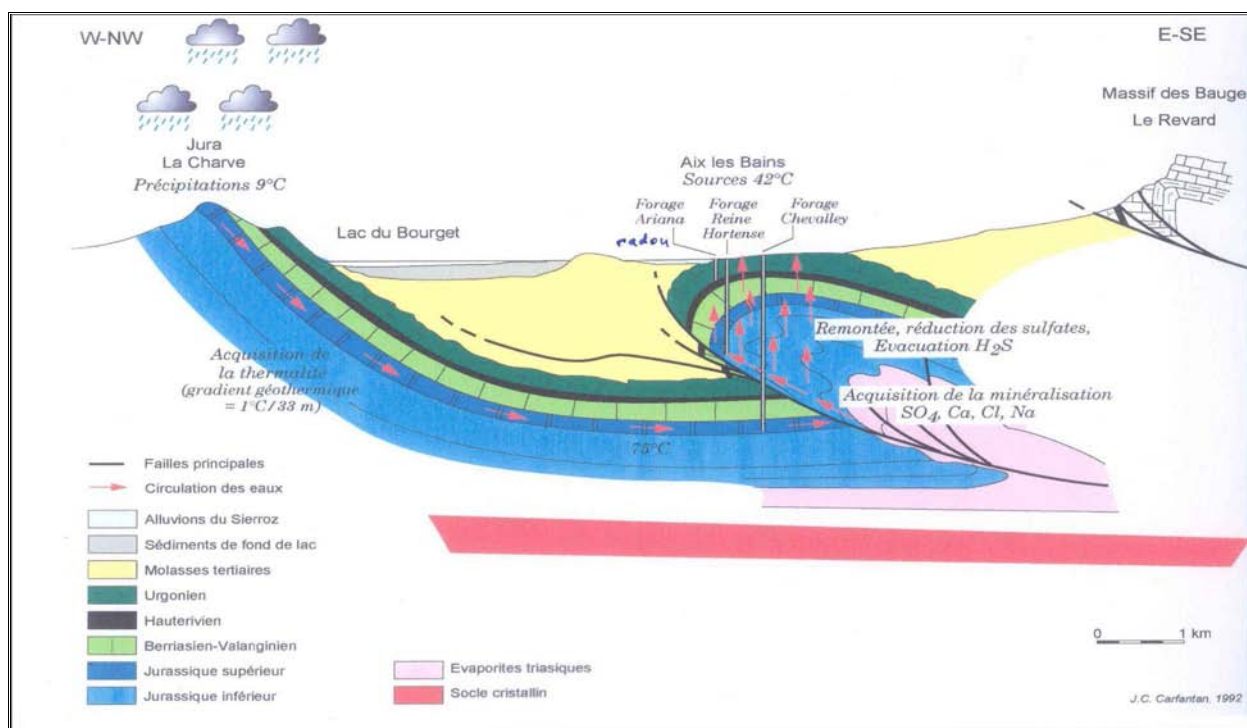 W-NW
E-SE
Massif des Bauge
Le Revard
Jura
La Charve
Précipitations 9°C
Aix les Bains
Sources 42°C
Forage
Ariana
Forage
Reine
Hortense
Forage
Chevalley
radon
Lac du Bourget
Remontée, réduction des sulfates,
Evacuation H2S
Acquisition de
la thermalité
(gradient géothermique
= 1°C/33 m)
Acquisition de la minéralisation
SO4, Ca, Cl, Na
75°C
Failles principales
Circulation des eaux
Alluvions du Sierroz
Sédiments de fond de lac
Molasses tertiaires
Urgonien
Hauterivien
Berriasien-Valanginien
Jurassique supérieur
Jurassique inférieur
Evaporites triasiques
Socle cristallin
0 1 km
J.C. Carfantan, 1992